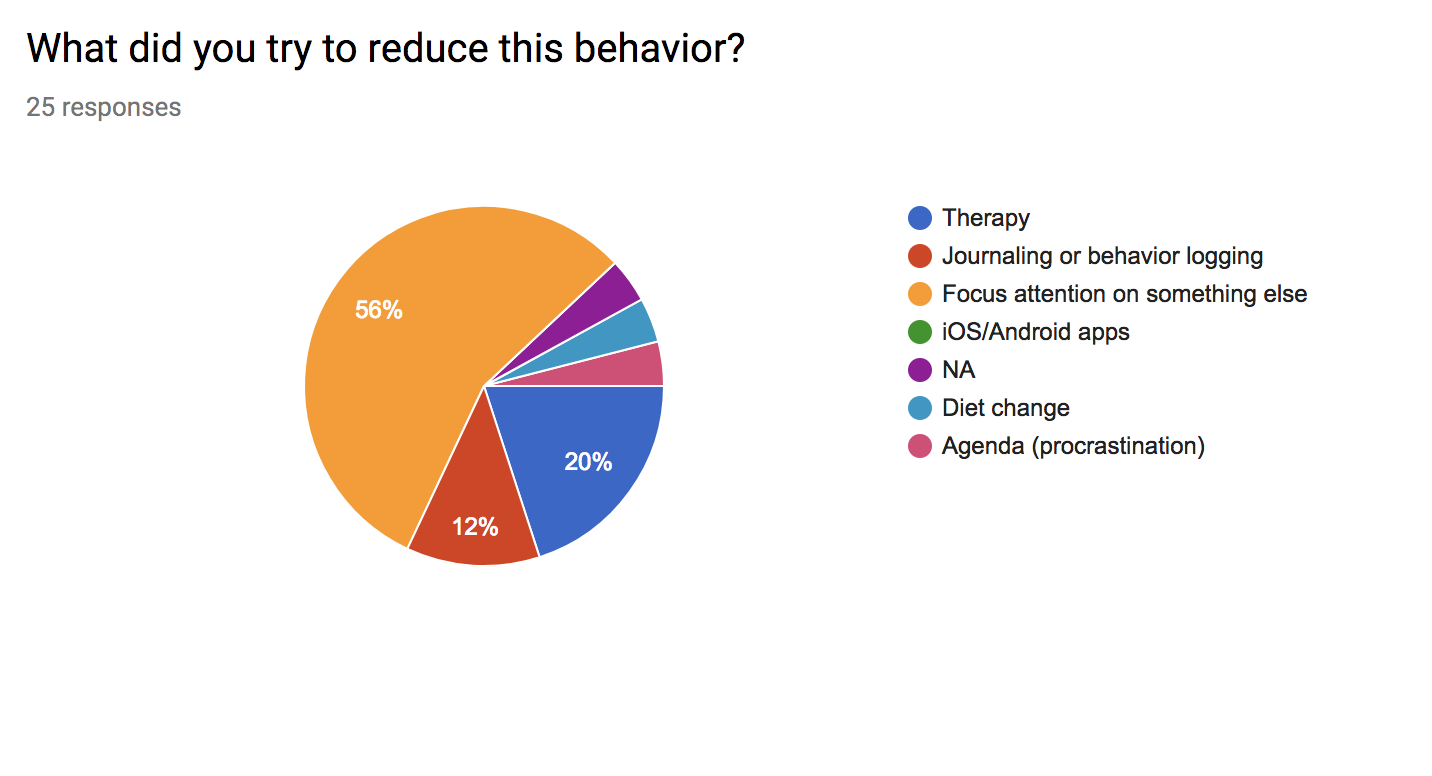 What did you try to reduce this behavior?
25 responses
56%
20%
12%
Therapy
Journaling or behavior logging
Focus attention on something else
iOS/Android apps
NA
Diet change
Agenda (procrastination)